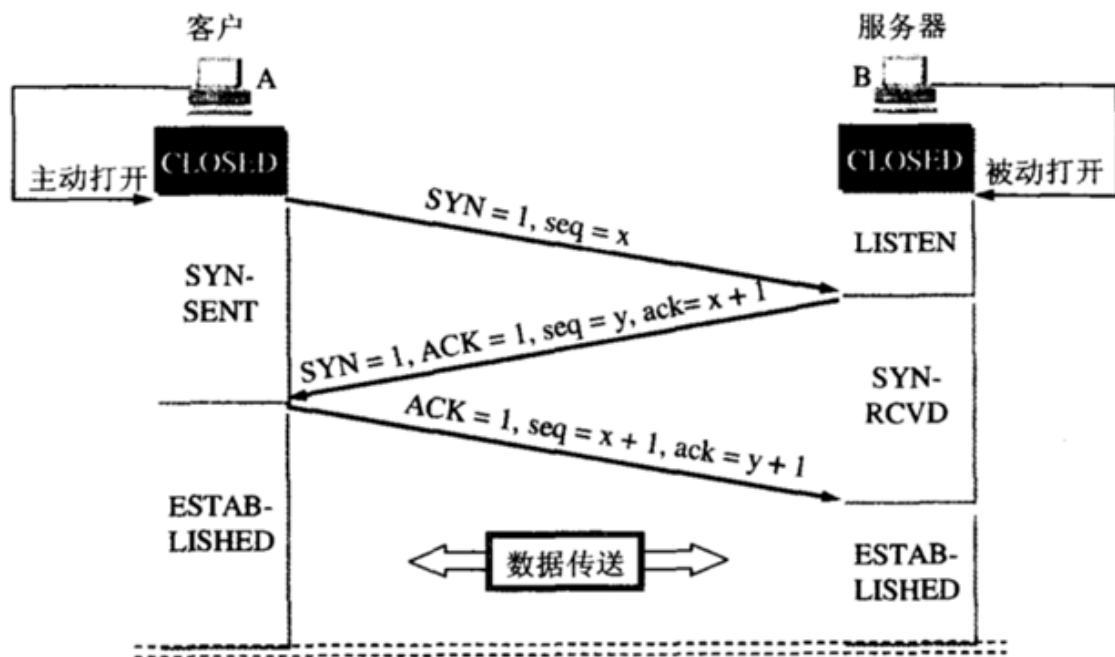 客户
服务器
A
B
CLOSED
CLOSED
主动打开
被动打开
SYN = 1, seq = x
LISTEN
SYN-
SENT
SYN = 1, ACK = 1, seq = y, ack= x + 1
SYN-
RCVD
ACK = 1, seq = x + 1, ack = y + 1
ESTAB-
LISHED
数据传送
ESTAB-
LISHED